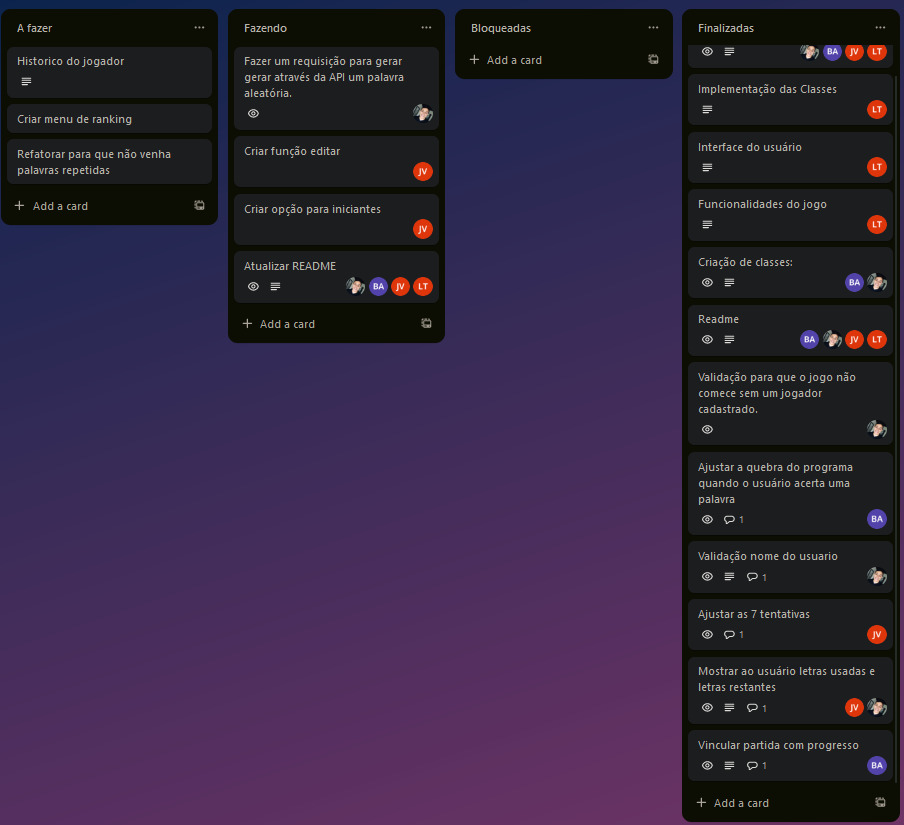 A fazer
Historico do jogador
Criar menu de ranking
Refatorar para que não venha
palavras repetidas
Add a card
Fazendo
Fazer um requisição para gerar
gerar através da API um palavra
aleatória.
Criar função editar
JV
Criar opção para iniciantes
JV
Atualizar README
BA JV LT
Add a card
Bloqueadas
Add a card
Finalizadas
BA JV LT
Implementação das Classes
LT
Interface do usuário
LT
Funcionalidades do jogo
LT
Criação de classes:
BA
Readme
BA JV LT
Validação para que o jogo não
comece sem um jogador
cadastrado.
Ajustar a quebra do programa
quando o usuário acerta uma
palavra
1 BA
Validação nome do usuario
1
Ajustar as 7 tentativas
1 JV
Mostrar ao usuário letras usadas e
letras restantes
1 JV
Vincular partida com progresso
1 BA
Add a card